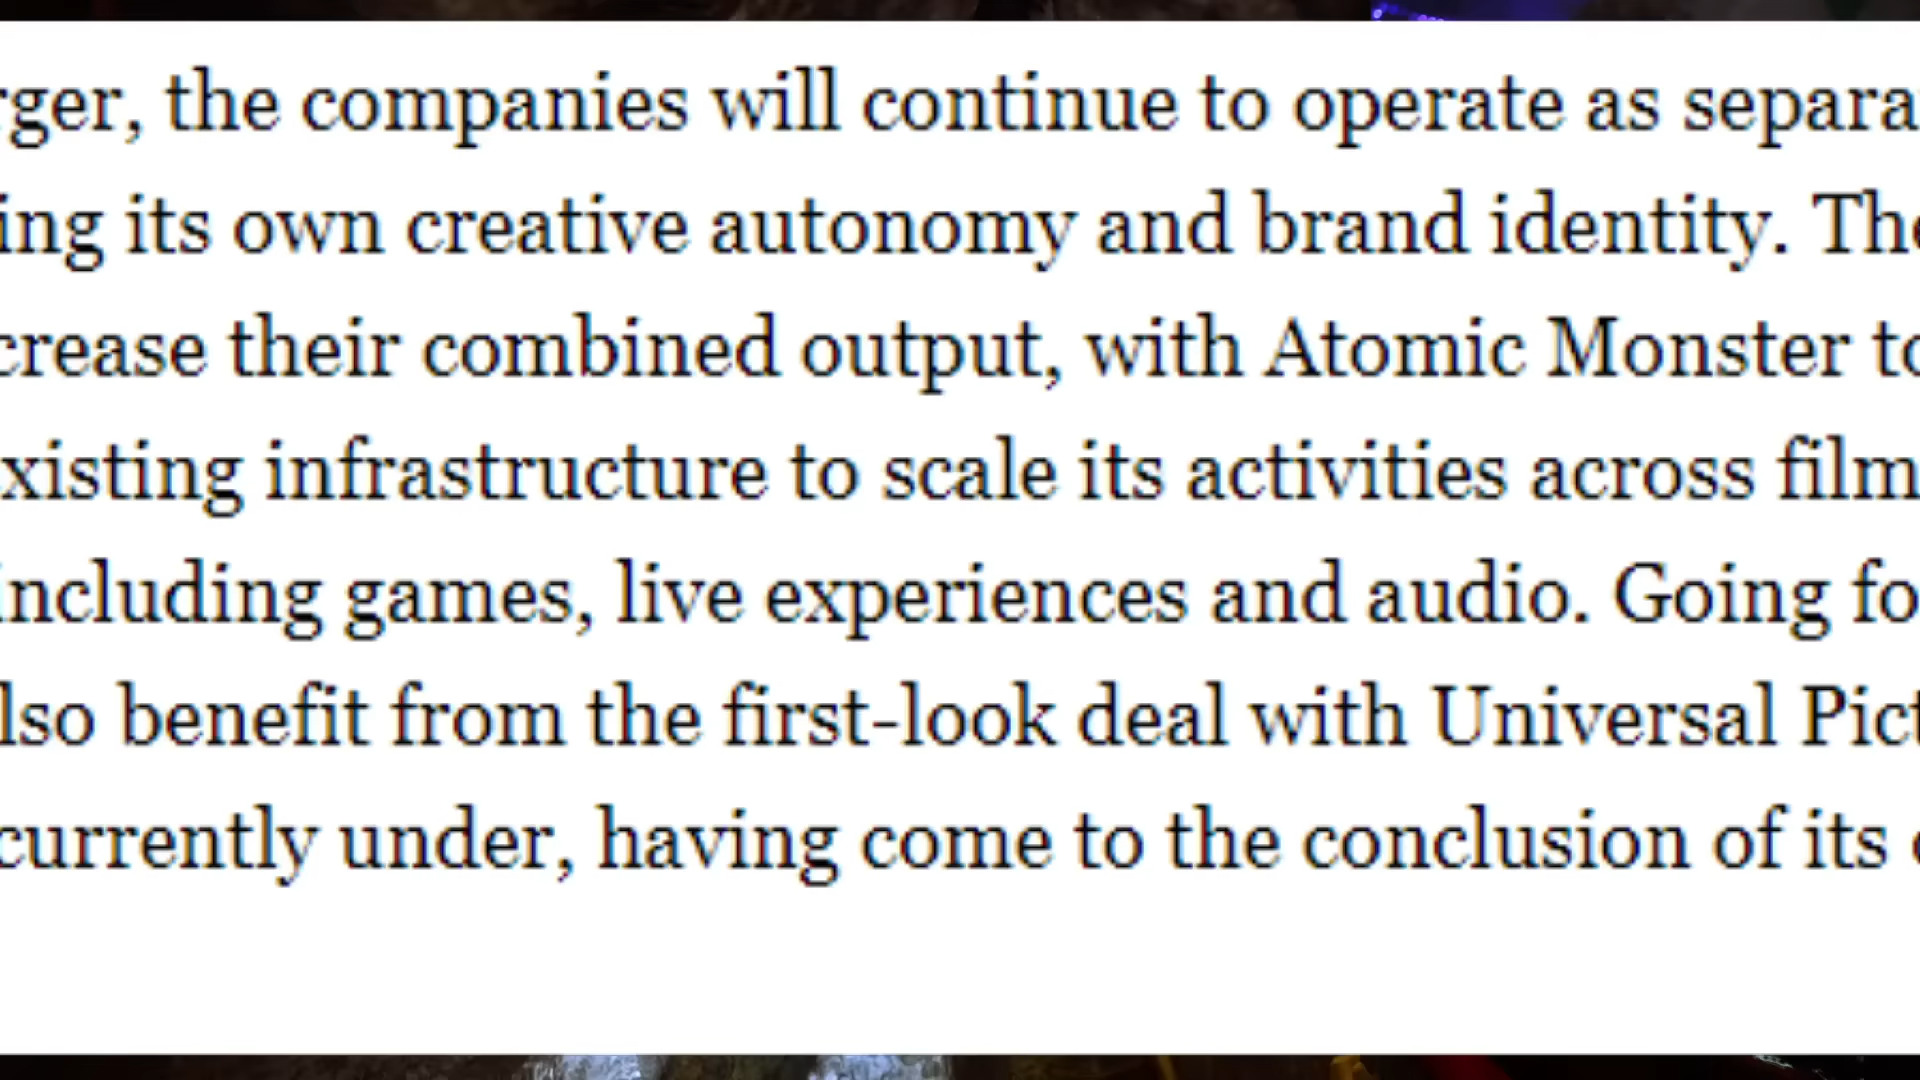 rger, the companies will continue to operate as separa
ing its own creative autonomy and brand identity. The
crease their combined output, with Atomic Monster to
xisting infrastructure to scale its activities across film
including games, live experiences and audio. Going fo
lso benefit from the first-look deal with Universal Pict
currently under, having come to the conclusion of its